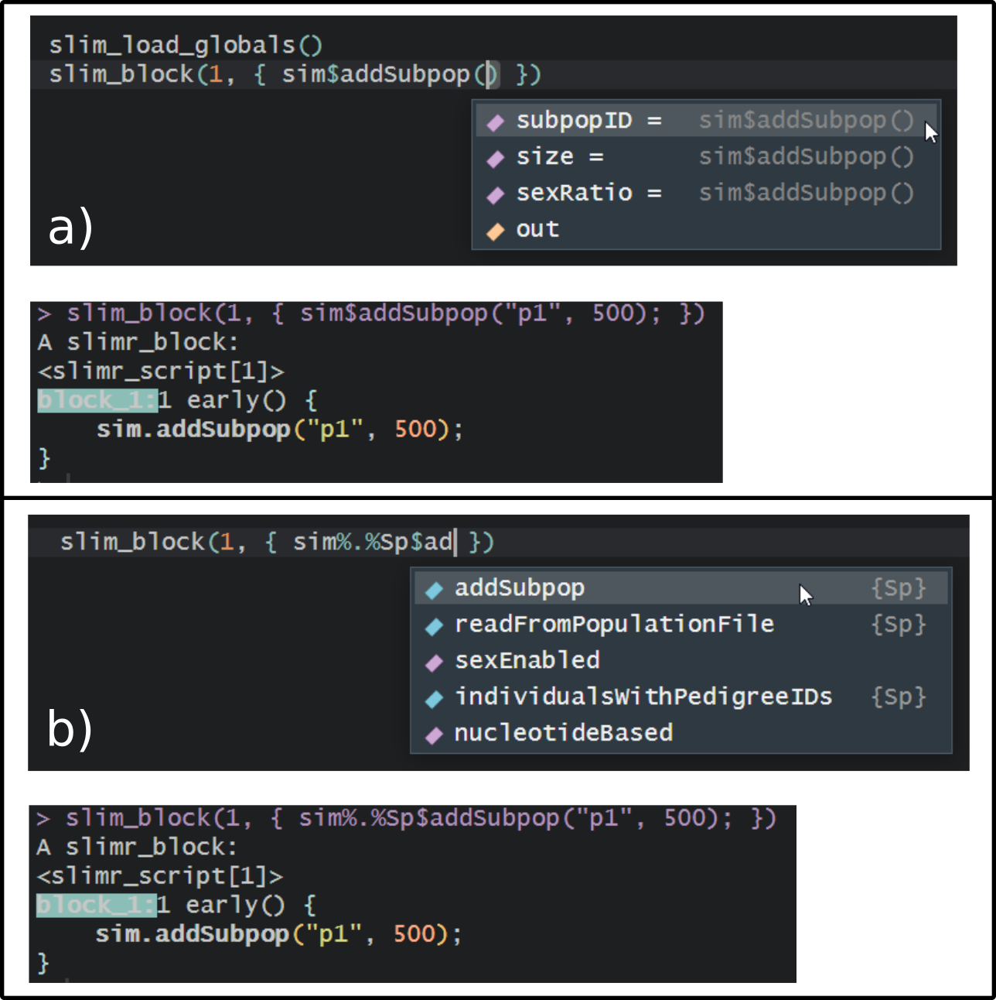 slim_load_globals()
slim_block(1, { sim$addSubpop() })
subpopID = sim$addSubpop()
size = sim$addSubpop()
sexRatio = sim$addSubpop()
out
a)
> slim_block(1, { sim$addSubpop("p1", 500); })
A slimr_block:
<slimr_script[1]>
block_1:1 early() {
    sim.addSubpop("p1", 500);
}
slim_block(1, { sim%.%Sp$ad })
addSubpop {Sp}
readFromPopulationFile {Sp}
sexEnabled
individualsWithPedigreeIDs {Sp}
nucleotideBased
b)
> slim_block(1, { sim%.%Sp$addSubpop("p1", 500); })
A slimr_block:
<slimr_script[1]>
block_1:1 early() {
    sim.addSubpop("p1", 500);
}